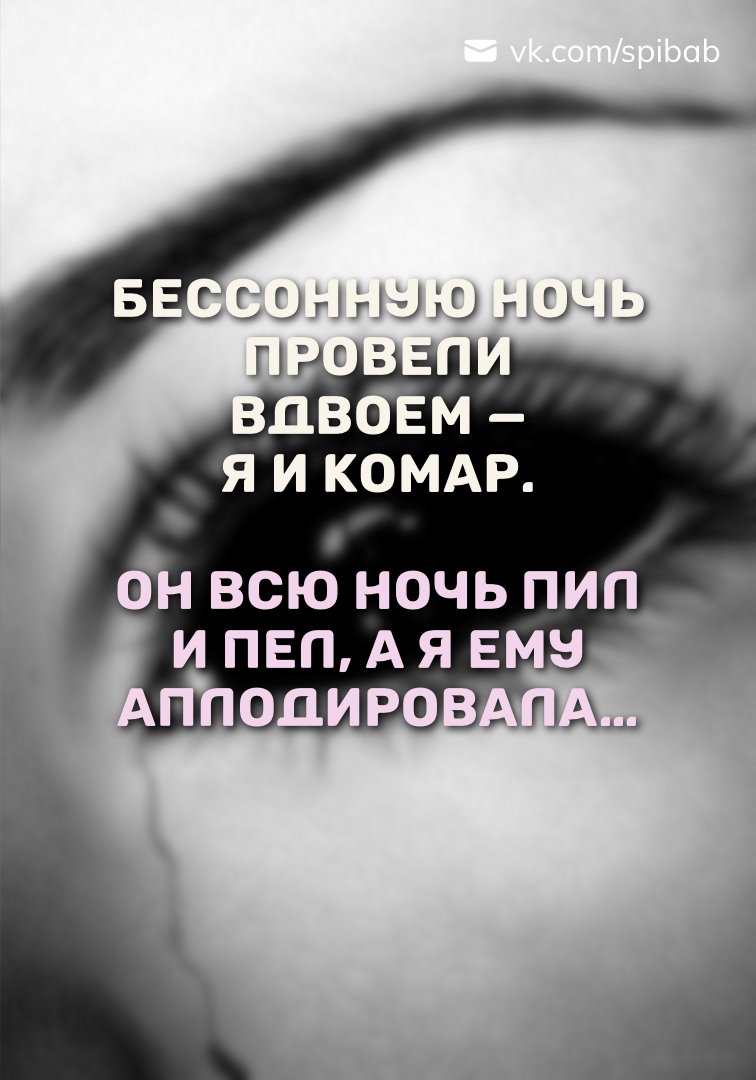 vk.com/spibab
БЕССОННУЮ НОЧЬ
ПРОВЕЛИ
ВДВОЕМ –
Я И КОМАР.
ОН ВСЮ НОЧЬ ПИЛ
И ПЕЛ, А Я ЕМУ
АПЛОДИРОВАЛА...